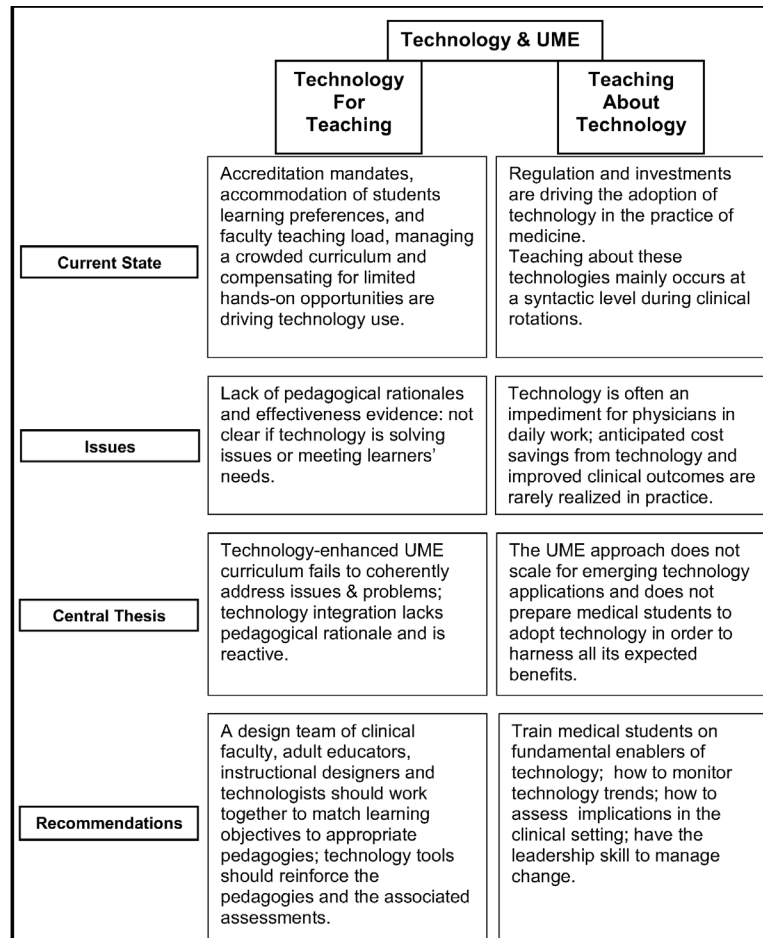 Technology & UME
Technology
For
Teaching
Teaching
About
Technology
Current State
Accreditation mandates,
accommodation of students
learning preferences, and
faculty teaching load, managing
a crowded curriculum and
compensating for limited
hands-on opportunities are
driving technology use.
Regulation and investments
are driving the adoption of
technology in the practice of
medicine.
Teaching about these
technologies mainly occurs at
a syntactic level during clinical
rotations.
Issues
Lack of pedagogical rationales
and effectiveness evidence: not
clear if technology is solving
issues or meeting learners’
needs.
Technology is often an
impediment for physicians in
daily work; anticipated cost
savings from technology and
improved clinical outcomes are
rarely realized in practice.
Central Thesis
Technology-enhanced UME
curriculum fails to coherently
address issues & problems;
technology integration lacks
pedagogical rationale and is
reactive.
The UME approach does not
scale for emerging technology
applications and does not
prepare medical students to
adopt technology in order to
harness all its expected
benefits.
Recommendations
A design team of clinical
faculty, adult educators,
instructional designers and
technologists should work
together to match learning
objectives to appropriate
pedagogies; technology tools
should reinforce the
pedagogies and the associated
assessments.
Train medical students on
fundamental enablers of
technology; how to monitor
technology trends; how to
assess implications in the
clinical setting; have the
leadership skill to manage
change.